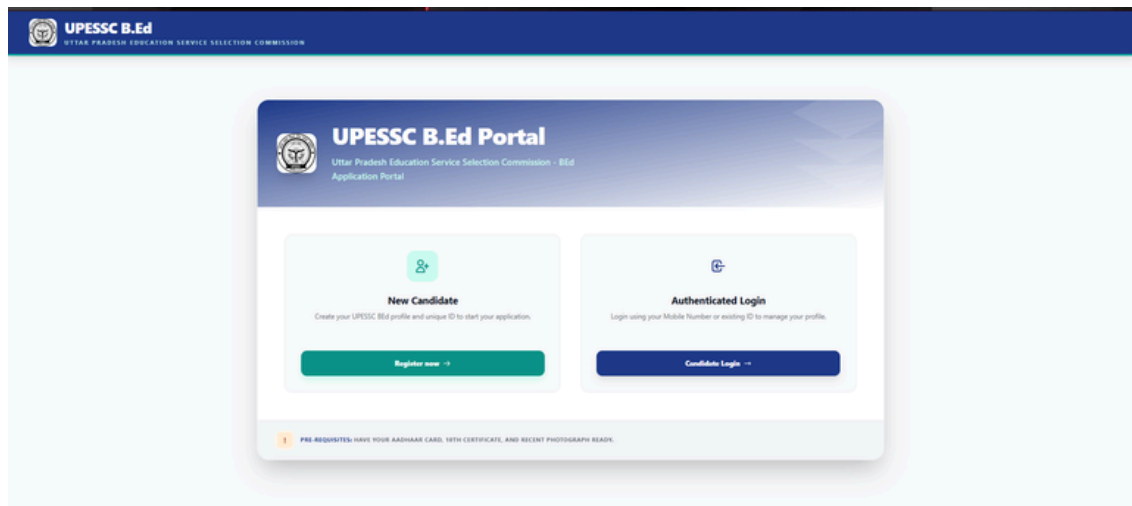 UPESSC B.Ed
UTTAR PRADESH EDUCATION SERVICE SELECTION COMMISSION
UPESSC B.Ed Portal
Uttar Pradesh Education Service Selection Commission - BEd
Application Portal
New Candidate
Create your UPESSC BEd profile and unique ID to start your application.
Register now →
Authenticated Login
Login using your Mobile Number or existing ID to manage your profile.
Candidate Login →
! PRE-REQUISITES: HAVE YOUR AADHAAR CARD, 10TH CERTIFICATE, AND RECENT PHOTOGRAPH READY.